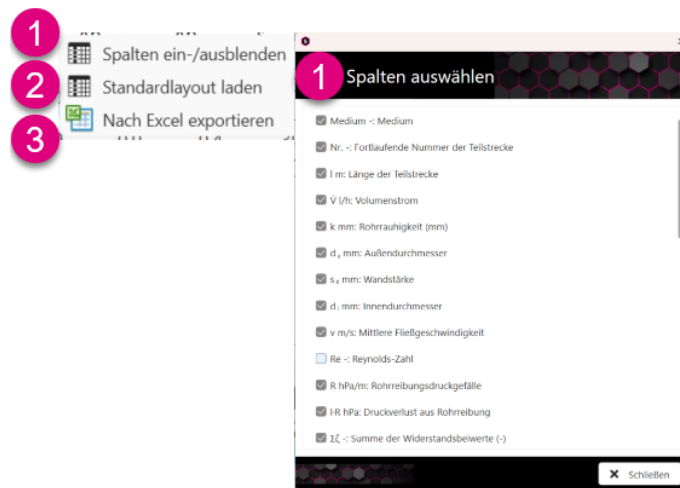 1
Spalten ein-/ausblenden
2
Standardlayout laden
3
Nach Excel exportieren
1
Spalten auswählen
Medium -: Medium
Nr. -: Fortlaufende Nummer der Teilstrecke
l m: Länge der Teilstrecke
V̇ l/h: Volumenstrom
k mm: Rohrrauhigkeit (mm)
dₐ mm: Außendurchmesser
sₐ mm: Wandstärke
dᵢ mm: Innendurchmesser
v m/s: Mittlere Fließgeschwindigkeit
Re -: Reynolds-Zahl
R hPa/m: Rohrreibungsdruckgefälle
l·R hPa: Druckverlust aus Rohrreibung
Σζ -: Summe der Widerstandsbeiwerte (-)
Schließen